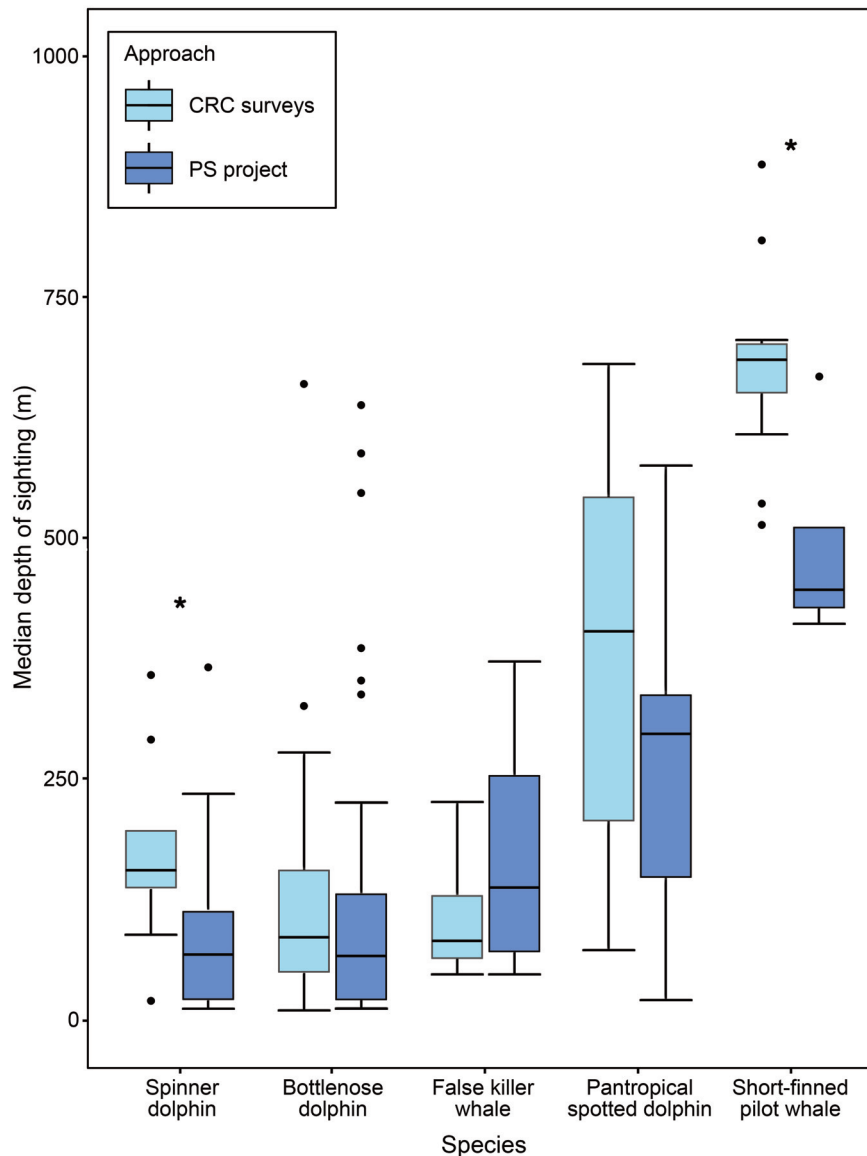 Approach
CRC surveys
PS project
1000
750
500
250
0
Median depth of sighting (m)
*
*
Spinner
dolphin
Bottlenose
dolphin
False killer
whale
Pantropical
spotted dolphin
Short-finned
pilot whale
Species